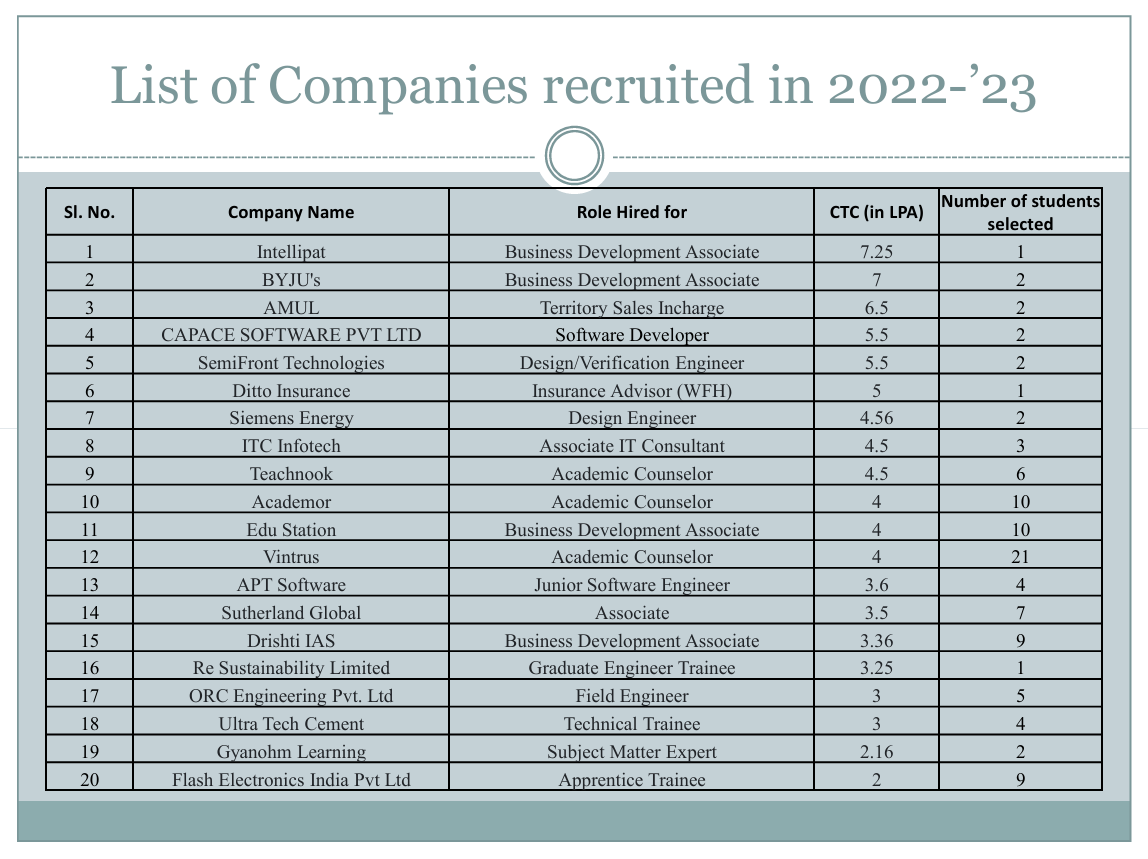 List of Companies recruited in 2022-’23
Sl. No. Company Name Role Hired for CTC (in LPA) Number of students selected
1 Intellipat Business Development Associate 7.25 1
2 BYJU's Business Development Associate 7 2
3 AMUL Territory Sales Incharge 6.5 2
4 CAPACE SOFTWARE PVT LTD Software Developer 5.5 2
5 SemiFront Technologies Design/Verification Engineer 5.5 2
6 Ditto Insurance Insurance Advisor (WFH) 5 1
7 Siemens Energy Design Engineer 4.56 2
8 ITC Infotech Associate IT Consultant 4.5 3
9 Teachnook Academic Counselor 4.5 6
10 Academor Academic Counselor 4 10
11 Edu Station Business Development Associate 4 10
12 Vintrus Academic Counselor 4 21
13 APT Software Junior Software Engineer 3.6 4
14 Sutherland Global Associate 3.5 7
15 Drishti IAS Business Development Associate 3.36 9
16 Re Sustainability Limited Graduate Engineer Trainee 3.25 1
17 ORC Engineering Pvt. Ltd Field Engineer 3 5
18 Ultra Tech Cement Technical Trainee 3 4
19 Gyanohm Learning Subject Matter Expert 2.16 2
20 Flash Electronics India Pvt Ltd Apprentice Trainee 2 9